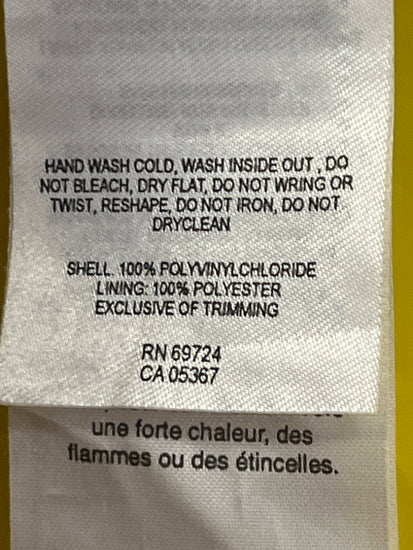 HAND WASH COLD, WASH INSIDE OUT , DO
NOT BLEACH, DRY FLAT, DO NOT WRING OR
TWIST, RESHAPE, DO NOT IRON, DO NOT
DRYCLEAN
SHELL. 100% POLYVINYLCHLORIDE
LINING: 100% POLYESTER
EXCLUSIVE OF TRIMMING
RN 69724
CA 05367
une forte chaleur, des
flammes ou des étincelles.